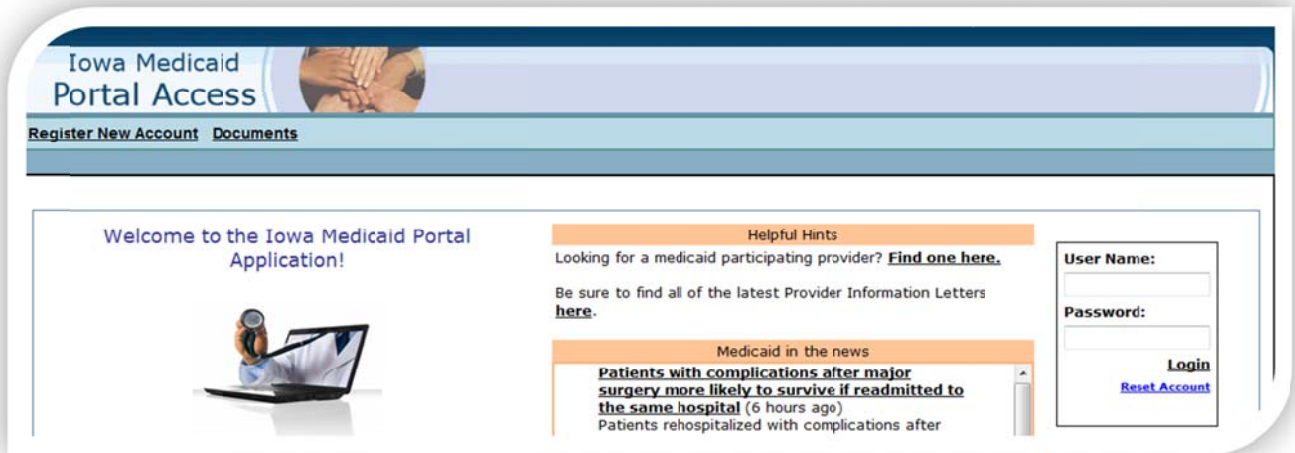 Iowa Medicaid
Portal Access
Register New Account Documents
Welcome to the Iowa Medicaid Portal
Application!
Helpful Hints
Looking for a medicaid participating provider? Find one here.
Be sure to find all of the latest Provider Information Letters
here.
Medicaid in the news
Patients with complications after major
surgery more likely to survive if readmitted to
the same hospital (6 hours ago)
Patients rehospitalized with complications after
User Name:
Password:
Login
Reset Account